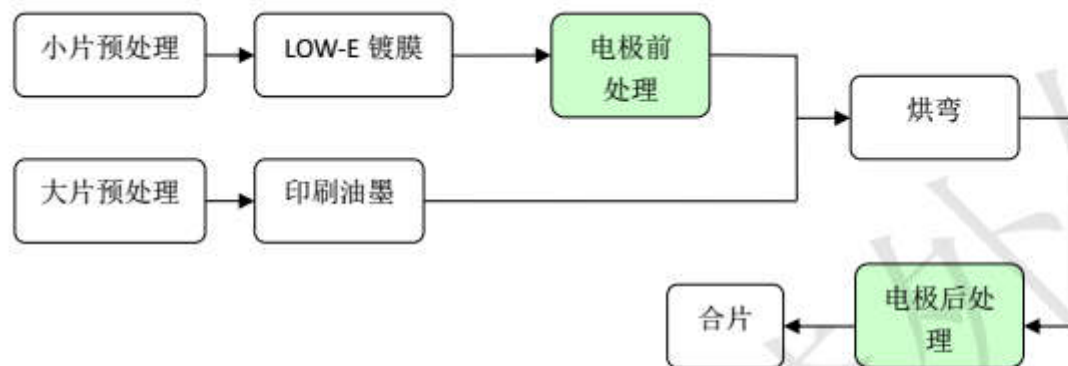 小片预处理
LOW-E 镀膜
电极前
处理
烘弯
大片预处理
印刷油墨
合片
电极后处
理